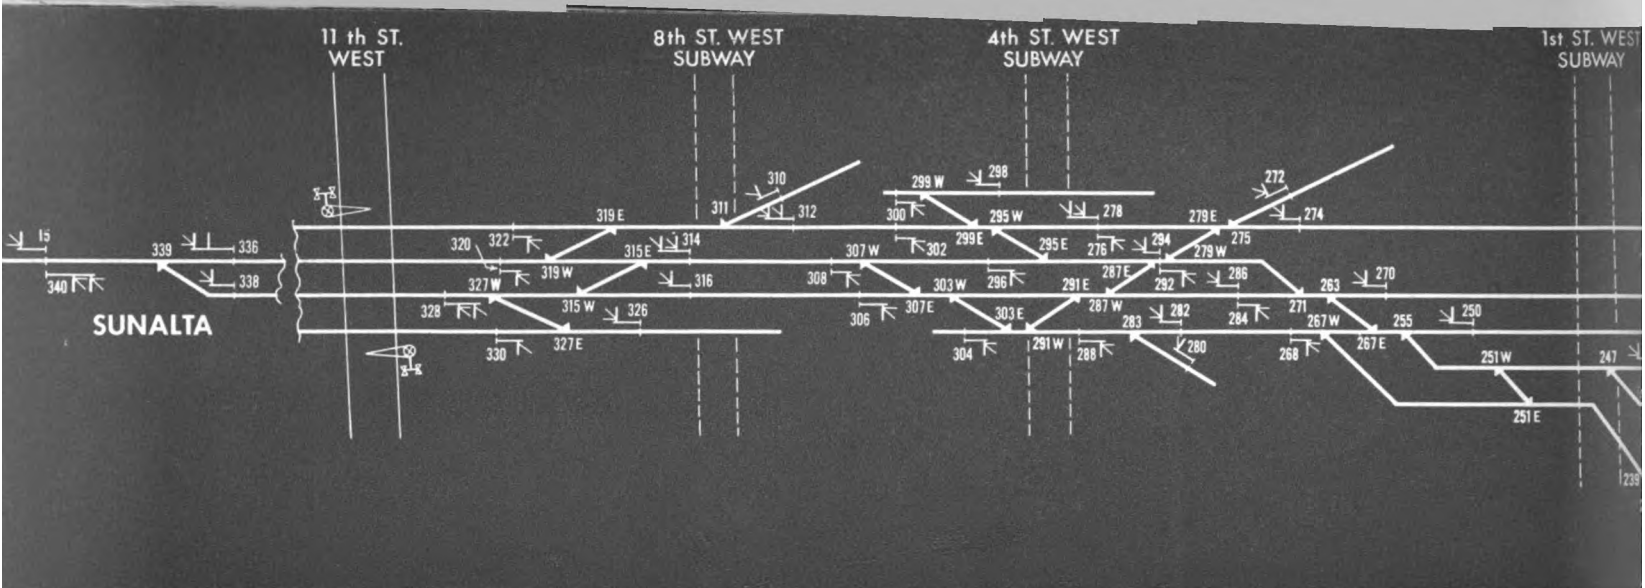 11 th ST.
WEST
8th ST. WEST
SUBWAY
4th ST. WEST
SUBWAY
1st ST. WEST
SUBWAY
310
299 W
298
272
311
312
319 E
300
295 W
278
279 E
274
15
339
336
320
322
315 E
314
307 W
299 E
302
295 E
276
294
279 W
275
340
338
327 W
319 W
316
308
303 W
296
291 E
287 E
292
286
263
270
SUNALTA
328
315 W
326
306
307 E
303 E
287 W
282
284
271
267 W
255
250
330
327 E
304
291 W
288
283
280
268
267 E
251 W
247
251 E
239